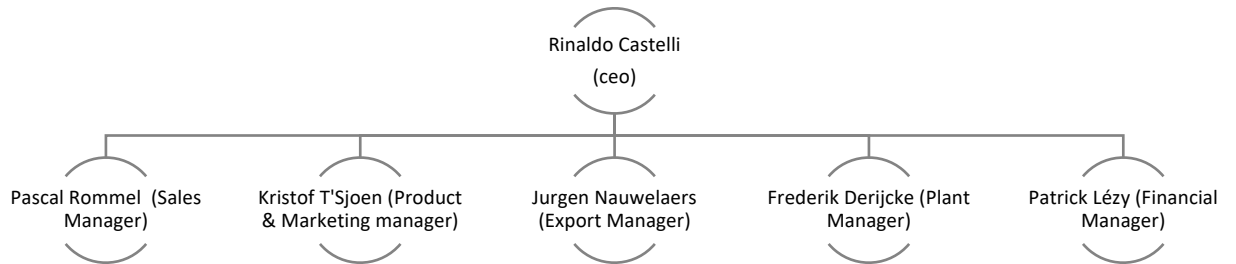 Rinaldo Castelli
(ceo)
Pascal Rommel  (Sales
Manager)
Kristof T'Sjoen (Product
& Marketing manager)
Jurgen Nauwelaers
(Export Manager)
Frederik Derijcke (Plant
Manager)
Patrick Lézy (Financial
Manager)